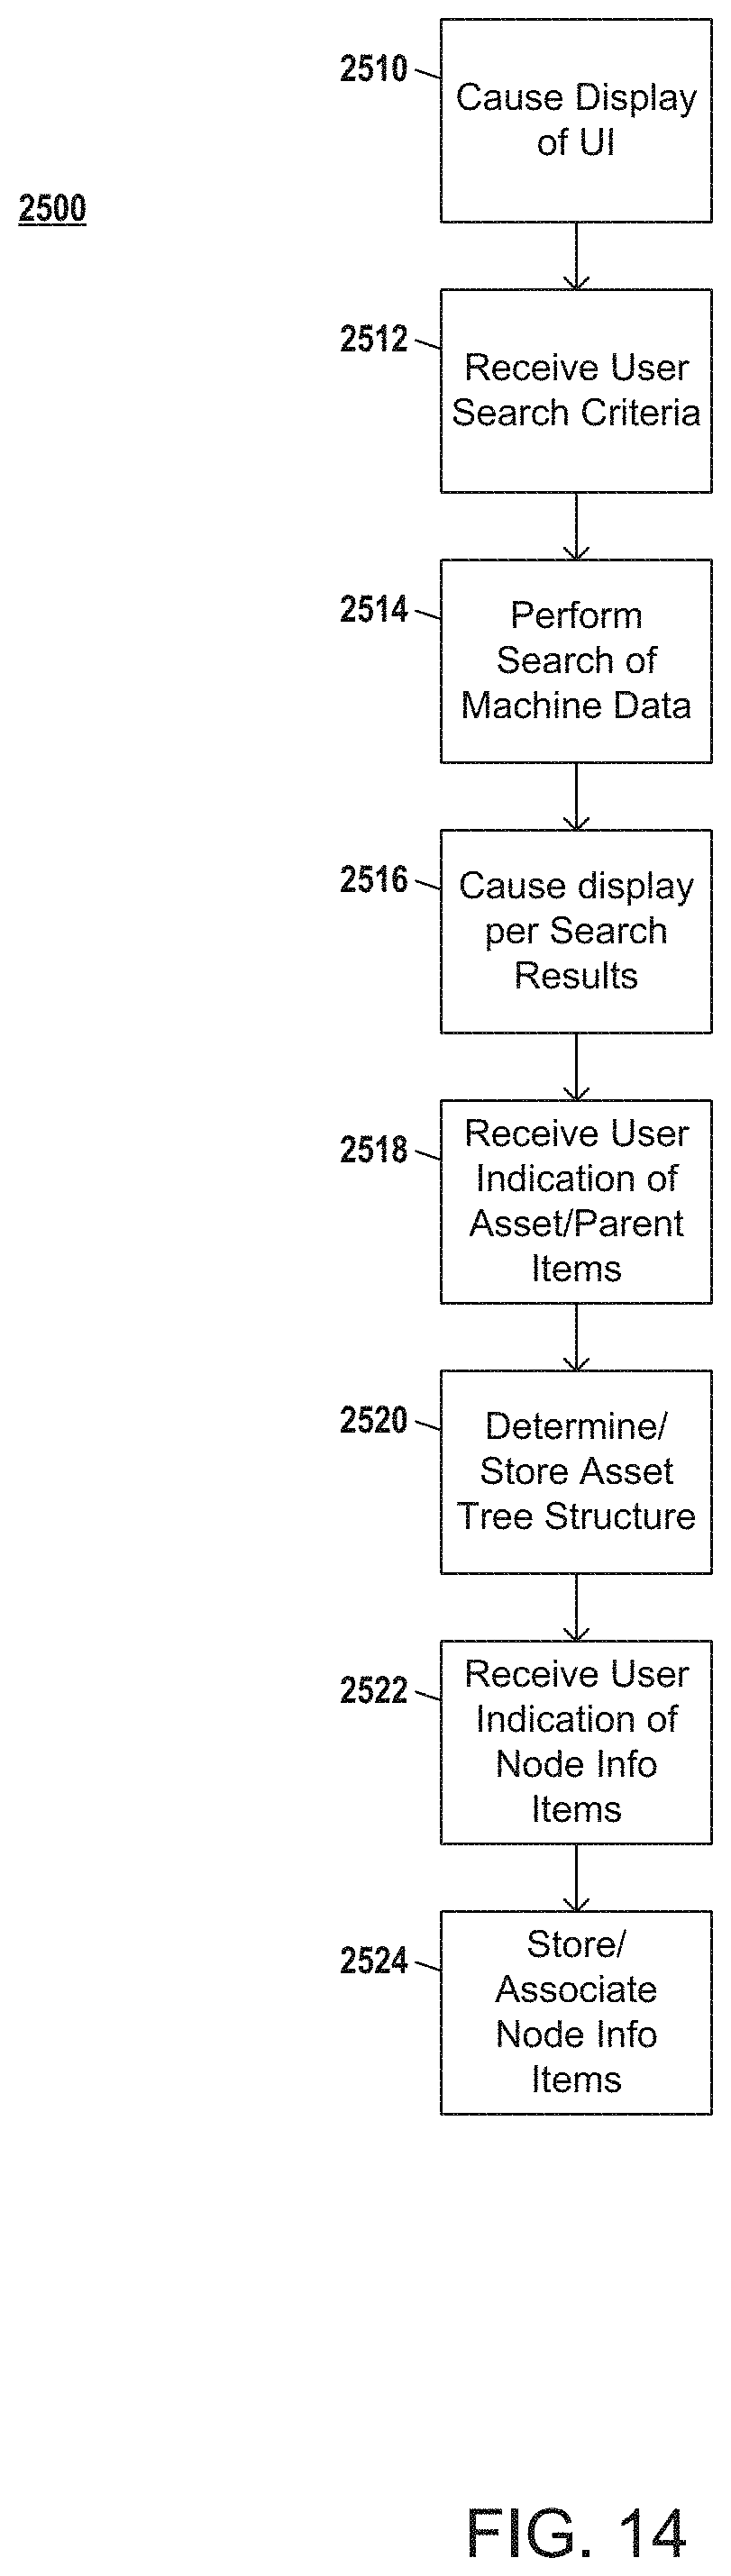 2510
Cause Display
of UI
2500
2512
Receive User
Search Criteria
2514
Perform
Search of
Machine Data
2516
Cause display
per Search
Results
2518
Receive User
Indication of
Asset/Parent
Items
2520
Determine/
Store Asset
Tree Structure
2522
Receive User
Indication of
Node Info
Items
2524
Store/
Associate
Node Info
Items
FIG. 14